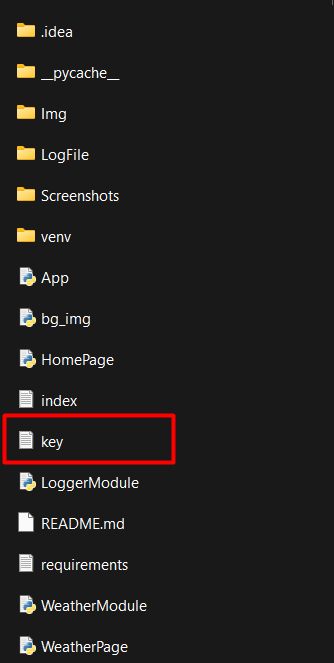 .idea
__pycache__
Img
LogFile
Screenshots
venv
App
bg_img
HomePage
index
key
LoggerModule
README.md
requirements
WeatherModule
WeatherPage